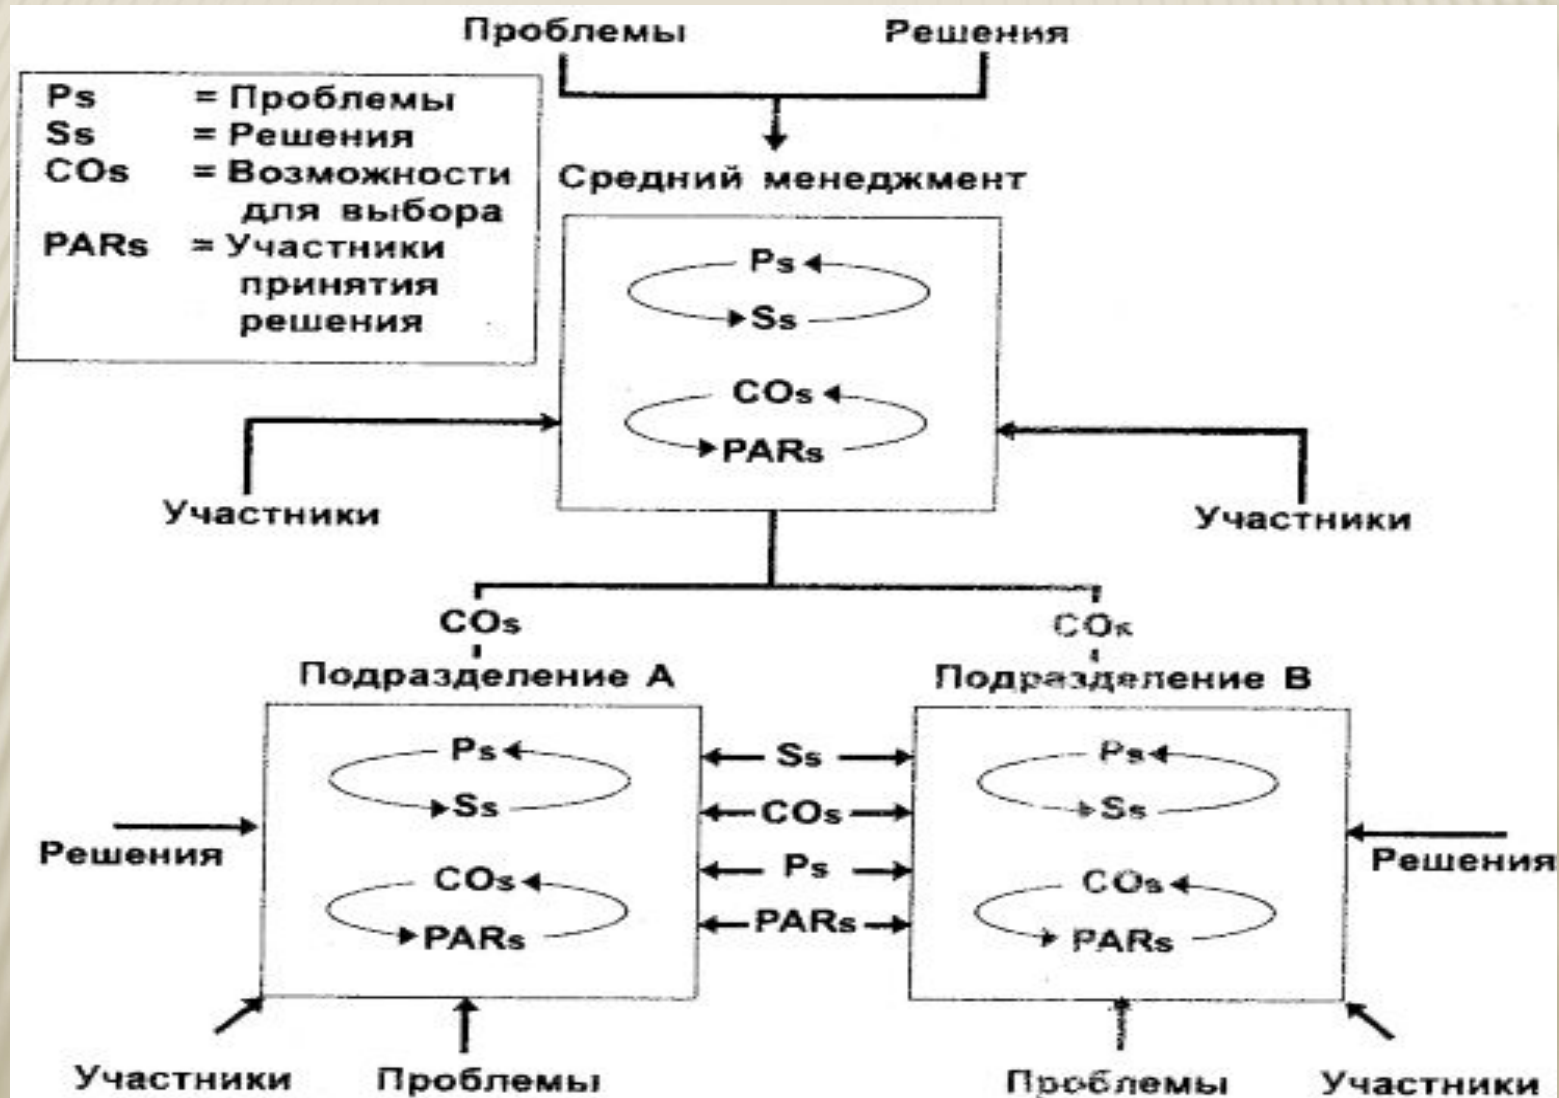 Проблемы Решения
Ps = Проблемы
Ss = Решения
COs = Возможности
для выбора
PARs = Участники
принятия
решения
Средний менеджмент
Ps
Ss
COs
PARs
Участники
Участники
COs
COs
Подразделение А
Подразделение В
Ps
Ss
COs
PARs
Ss
COs
Ps
PARs
Ps
Ss
COs
PARs
Решения
Решения
Участники
Проблемы
Проблемы
Участники